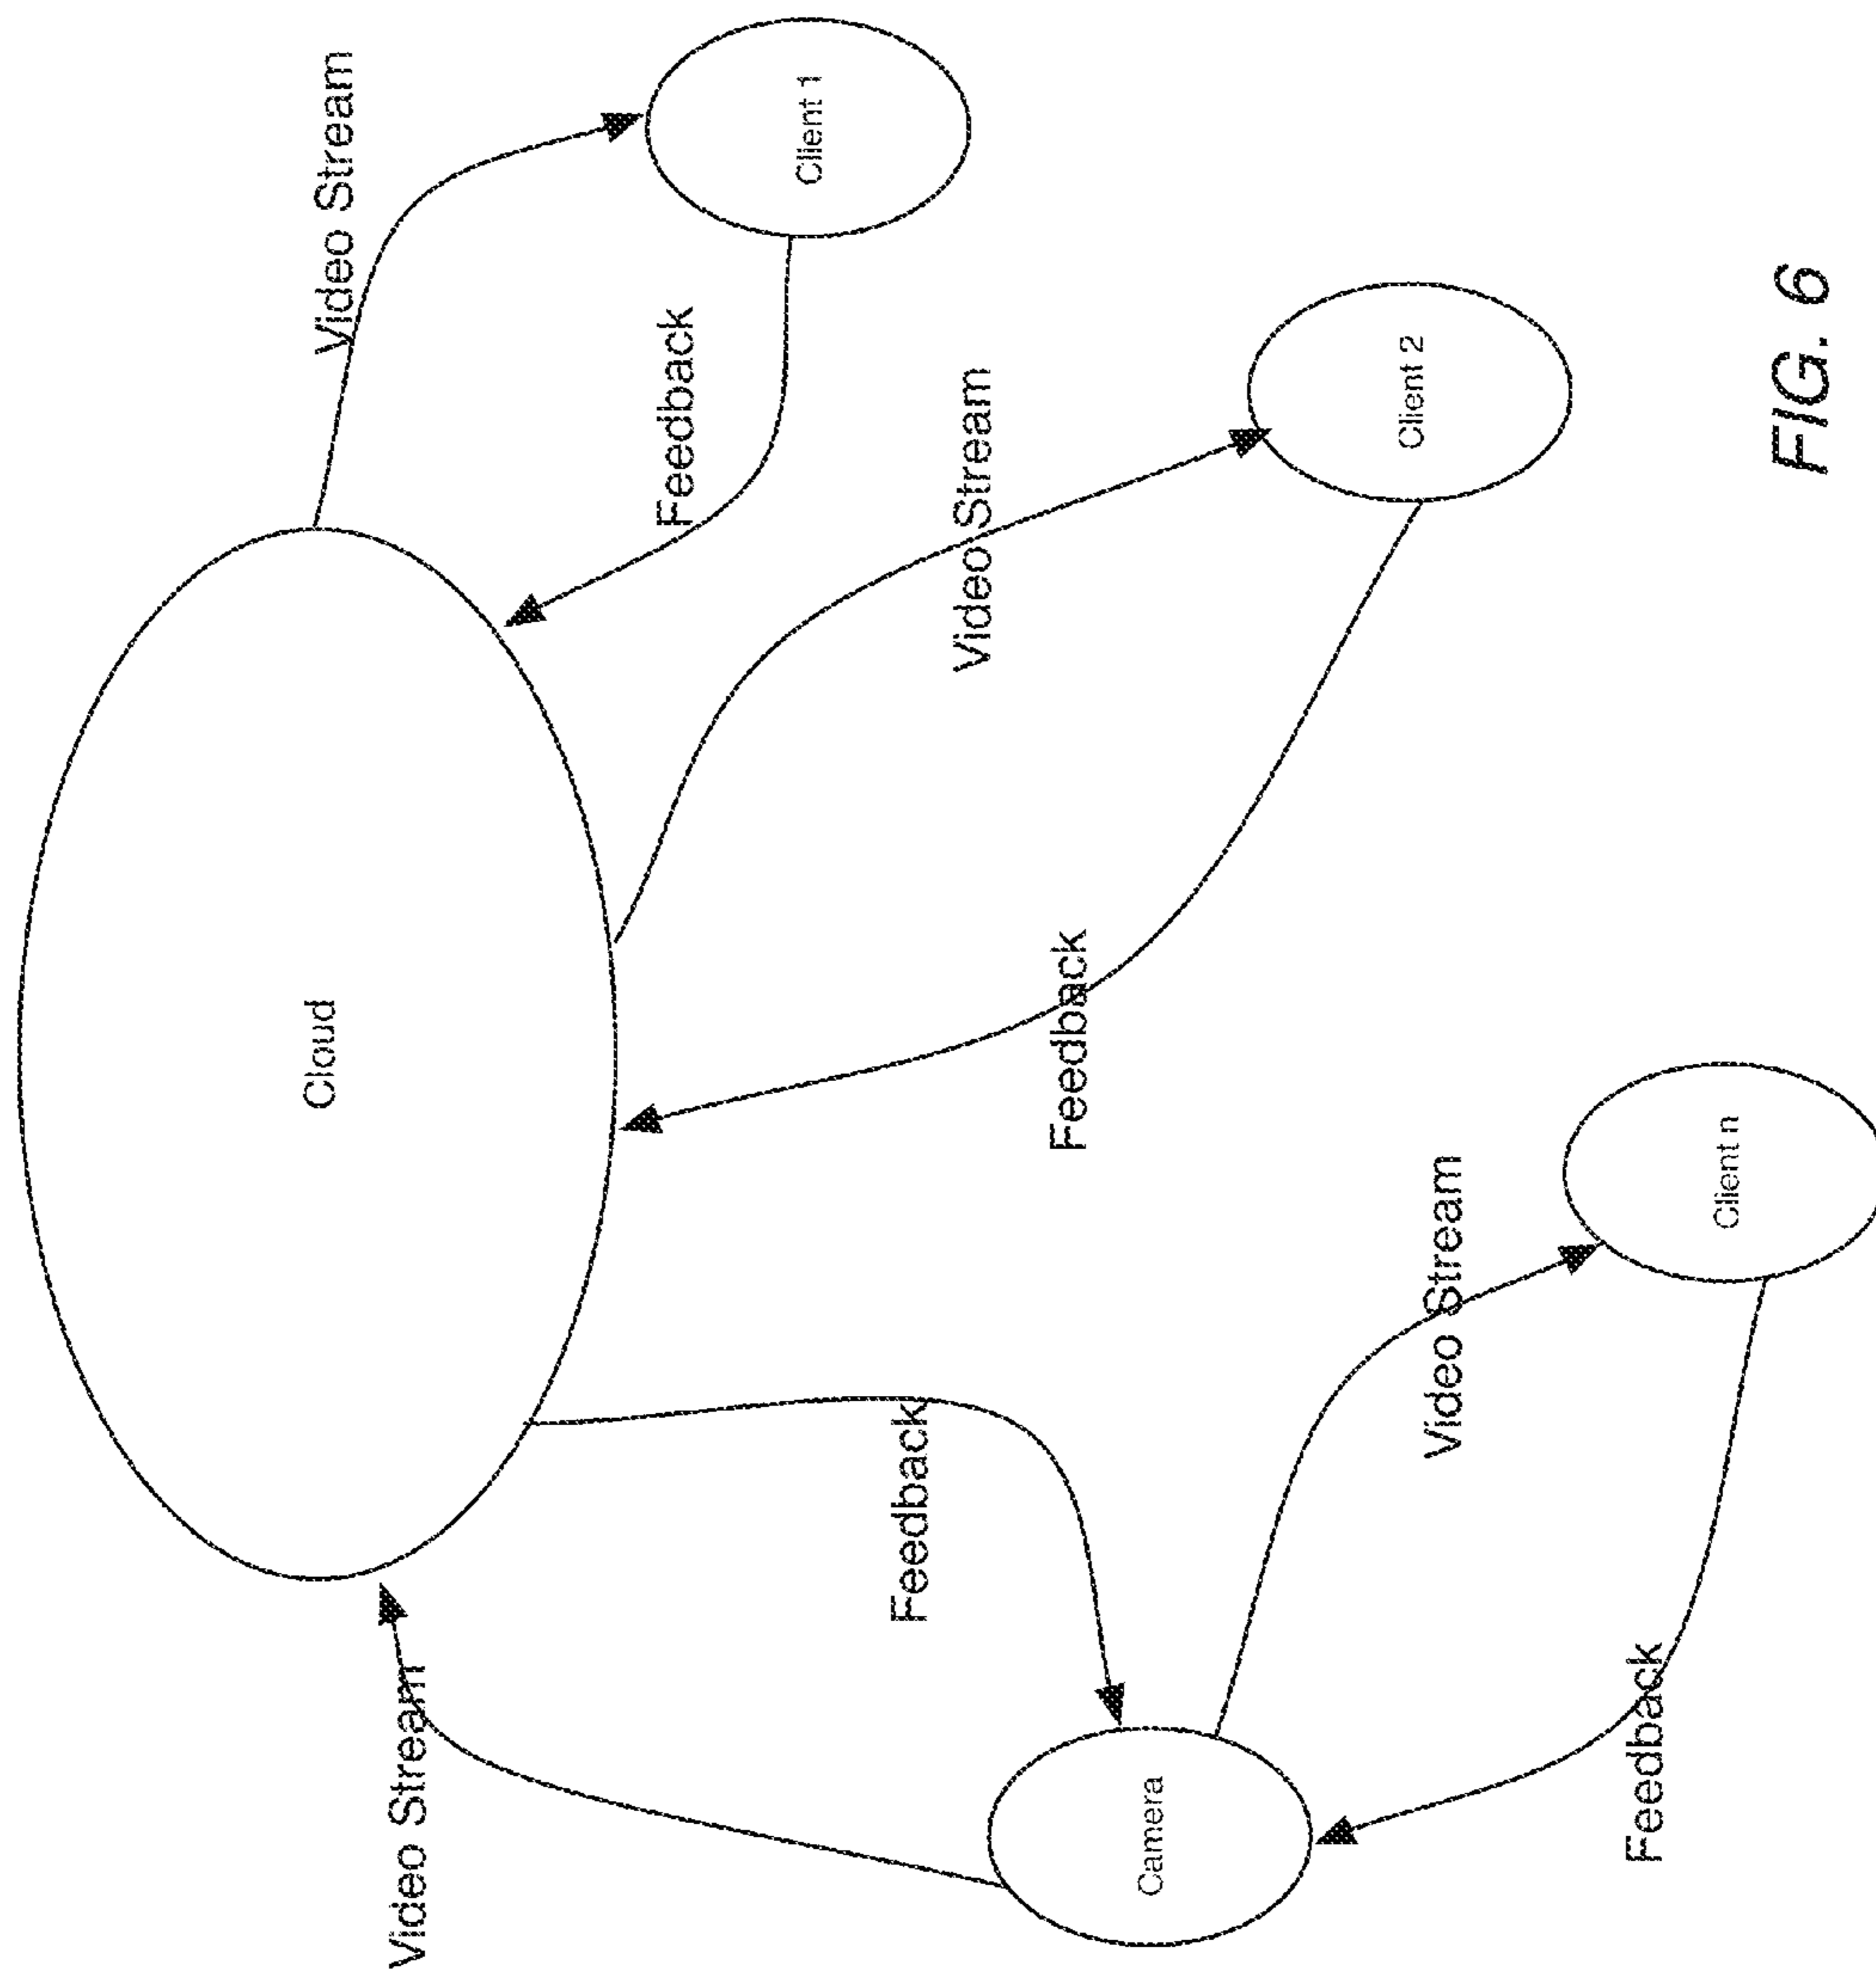 Cloud
Video Stream
Video Stream
Feedback
Client 1
Feedback
Video Stream
Feedback
Camera
Client 2
Video Stream
Feedback
Client n
FIG. 6